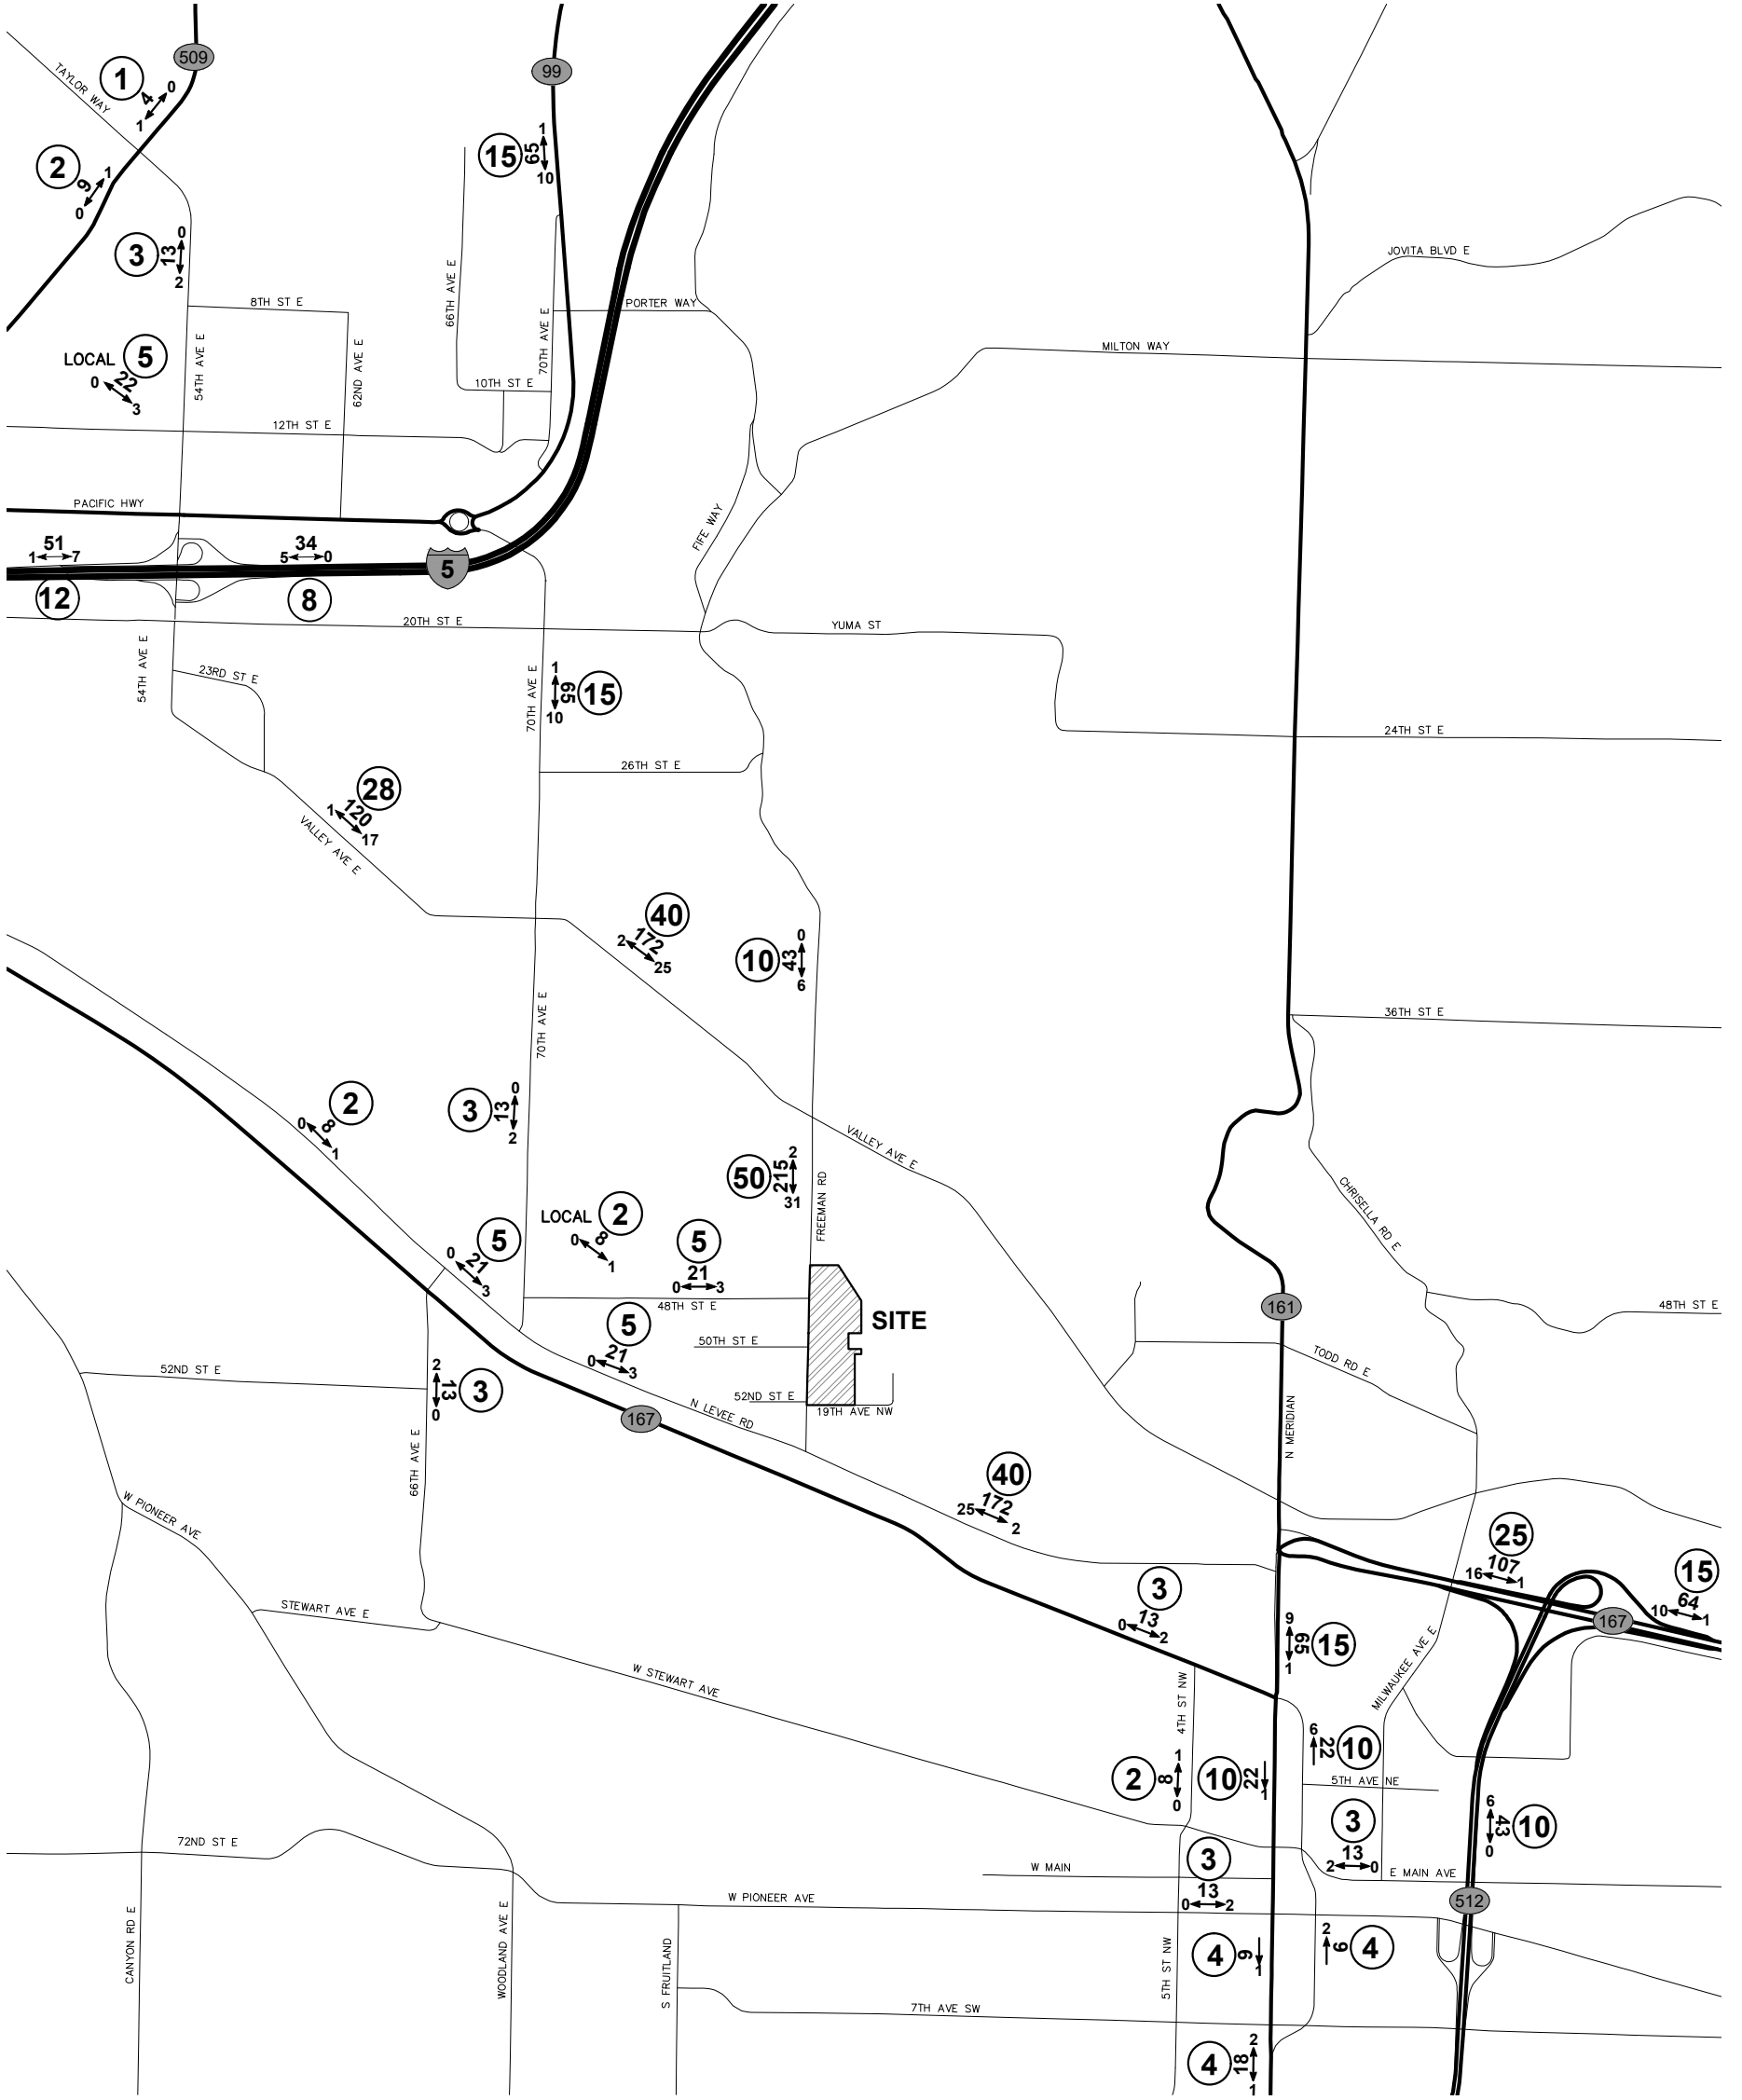 509
TAYLOR WAY
1
0
4
1
99
2
1
9
0
15
1
65
10
3
0
13
2
JOVITA BLVD E
8TH ST E
66TH AVE E
70TH AVE E
PORTER WAY
LOCAL 5
0 22 3
54TH AVE E
62ND AVE E
MILTON WAY
10TH ST E
12TH ST E
PACIFIC HWY
FIFE WAY
51
1 7
12
34
5 0
8
5
20TH ST E
YUMA ST
54TH AVE E
23RD ST E
70TH AVE E
1
65
10
15
24TH ST E
26TH ST E
28
1 120 17
VALLEY AVE E
40
2 172 25
10
0
43
6
70TH AVE E
36TH ST E
2
0 8 1
3
0
13
2
VALLEY AVE E
50
2
215
31
FREEMAN RD
CHRISELLA RD E
LOCAL 2
0 8 1
5
0 21 3
5
21
0 3
48TH ST E
161
48TH ST E
SITE
5
0 21 3
50TH ST E
52ND ST E
2
13
0
3
TODD RD E
52ND ST E
19TH AVE NW
N LEVEE RD
167
N MERIDIAN
66TH AVE E
W PIONEER AVE
40
25 172 2
25
16 107 1
15
10 64 1
167
3
0 13 2
STEWART AVE E
9
65
1
15
MILWAUKEE AVE E
W STEWART AVE
4TH ST NW
6
22
10
2
1
8
0
10
22
1
5TH AVE NE
3
13
2 0
6
43
0
10
72ND ST E
3
13
0 2
W MAIN
E MAIN AVE
W PIONEER AVE
512
CANYON RD E
WOODLAND AVE E
S FRUITLAND
5TH ST NW
4
9
1
2
9
4
7TH AVE SW
4
2
18
1